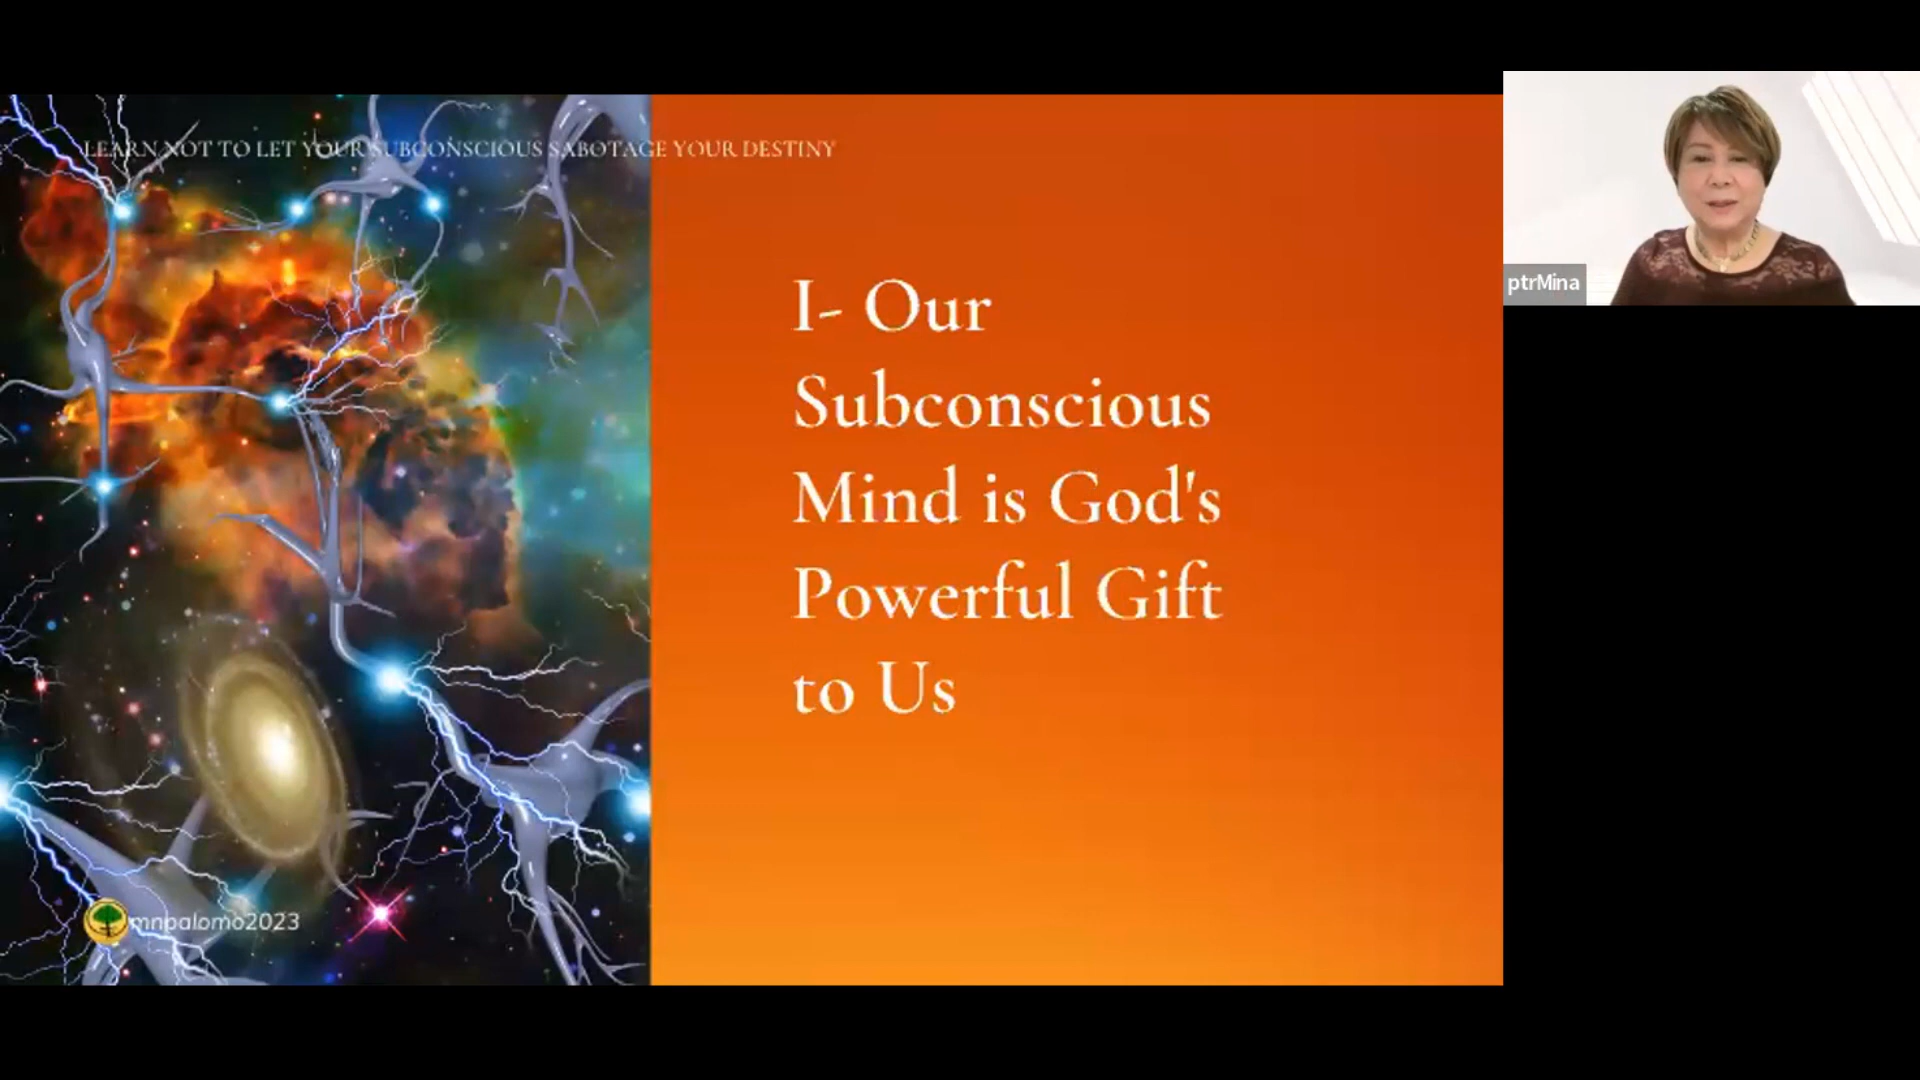 LEARN NOT TO LET YOUR SUBCONSCIOUS SABOTAGE YOUR DESTINY
I- Our
Subconscious
Mind is God's
Powerful Gift
to Us
ptrMina
mnpalomo2023